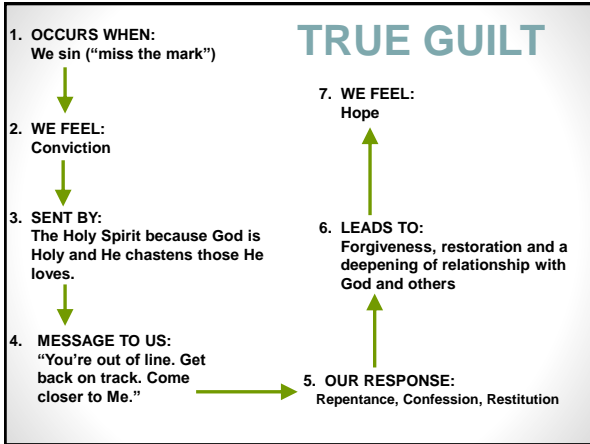 TRUE GUILT
1. OCCURS WHEN:
We sin (“miss the mark”)
2. WE FEEL:
Conviction
3. SENT BY:
The Holy Spirit because God is
Holy and He chastens those He
loves.
4. MESSAGE TO US:
“You’re out of line. Get
back on track. Come
closer to Me.”
5. OUR RESPONSE:
Repentance, Confession, Restitution
6. LEADS TO:
Forgiveness, restoration and a
deepening of relationship with
God and others
7. WE FEEL:
Hope